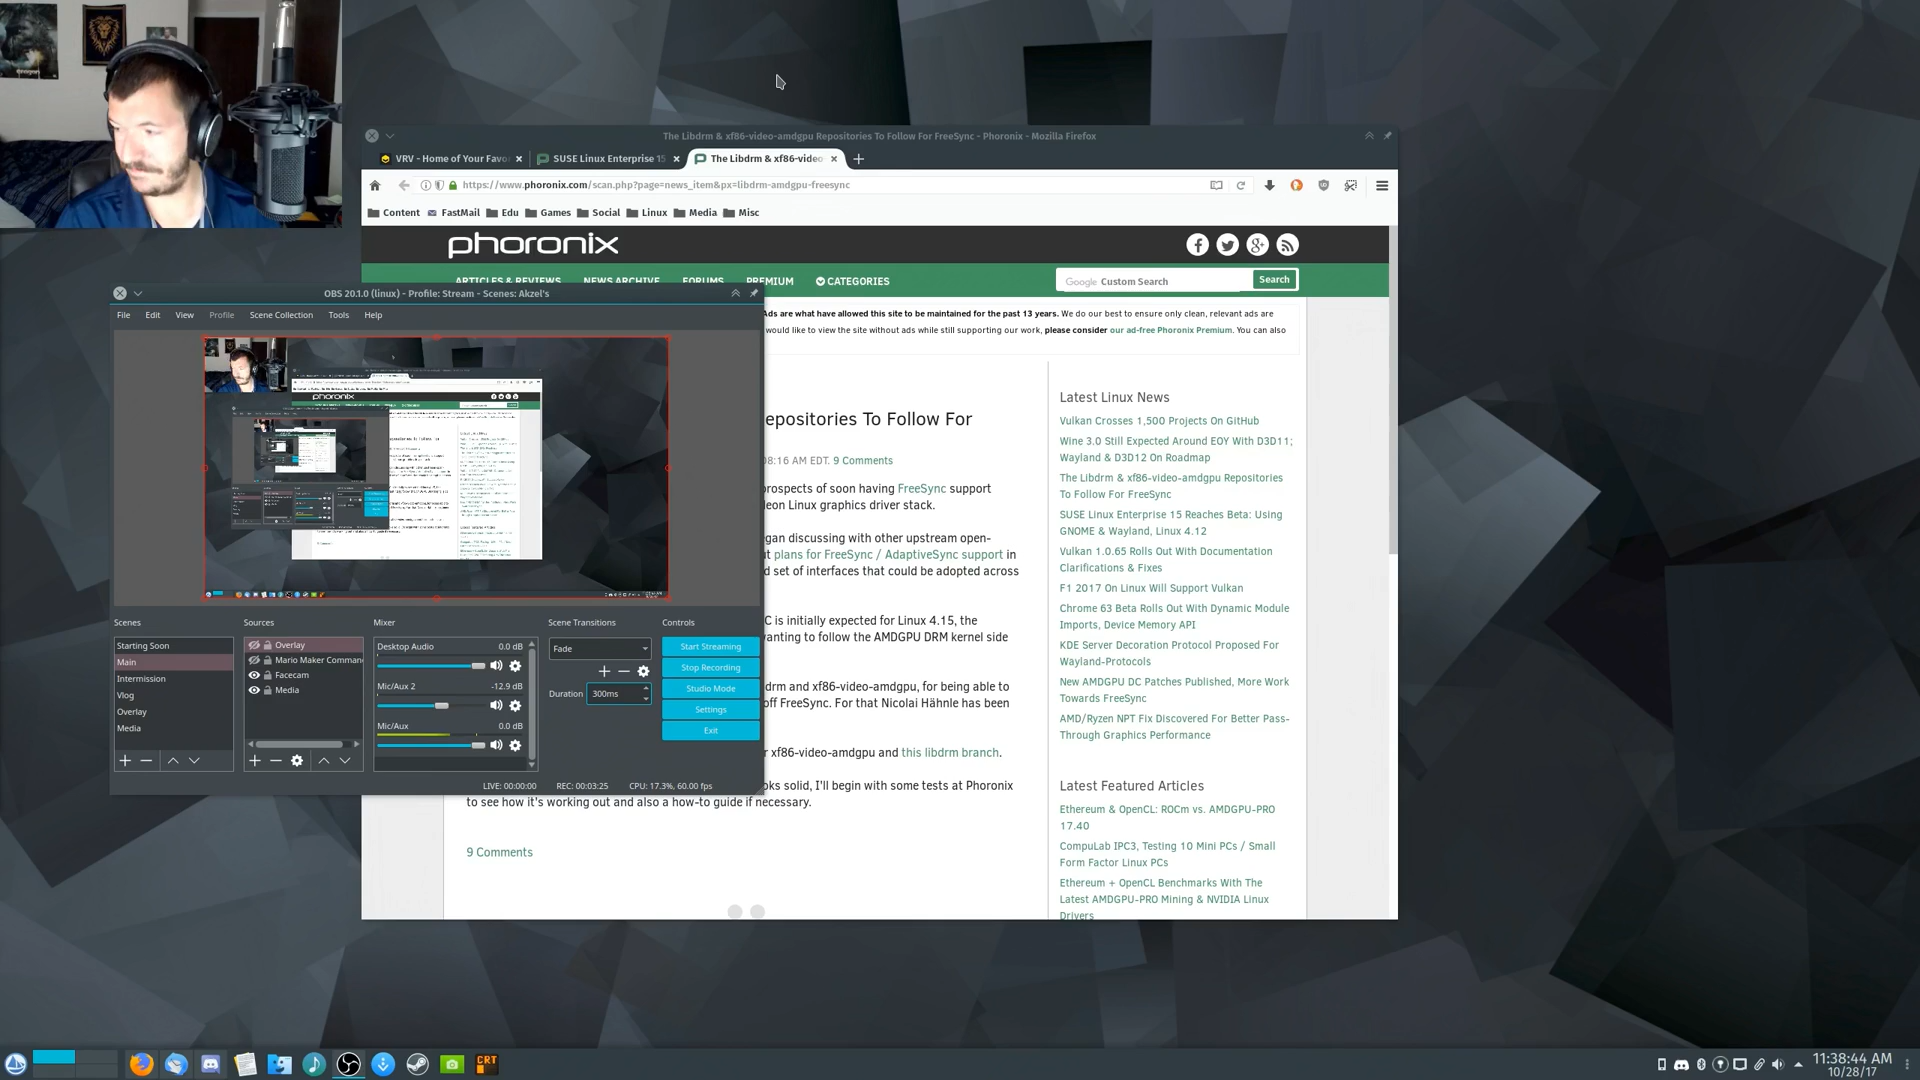 The Libdrm & xf86-video-amdgpu Repositories To Follow For FreeSync - Phoronix - Mozilla Firefox
VRV - Home of Your Favo
SUSE Linux Enterprise 15
The Libdrm & xf86-video-
https://www.phoronix.com/scan.php?page=news_item&px=libdrm-amdgpu-freesync
Content FastMail Edu Games Social Linux Media Misc
phoronix
ARTICLES & REVIEWS NEWS ARCHIVE FORUMS PREMIUM CATEGORIES
Google Custom Search Search
OBS 20.1.0 (linux) - Profile: Stream - Scenes: Akzel's
File Edit View Profile Scene Collection Tools Help
phoronix
Scenes
Starting Soon
Main
Intermission
Vlog
Overlay
Media
Sources
Overlay
Mario Maker Comman
Facecam
Media
Mixer
Desktop Audio 0.0 dB
Mic/Aux 2 -12.9 dB
Mic/Aux 0.0 dB
Scene Transitions
Fade
Duration 300ms
Controls
Start Streaming
Stop Recording
Studio Mode
Settings
Exit
LIVE: 00:00:00 REC: 00:03:25 CPU: 17.3%, 60.00 fps
Ads are what have allowed this site to be maintained for the past 13 years. We do our best to ensure only clean, relevant ads are
would like to view the site without ads while still supporting our work, please consider our ad-free Phoronix Premium. You can also
epositories To Follow For
08:16 AM EDT. 9 Comments
prospects of soon having FreeSync support
deon Linux graphics driver stack.
gan discussing with other upstream open-
t plans for FreeSync / AdaptiveSync support in
d set of interfaces that could be adopted across
C is initially expected for Linux 4.15, the
wanting to follow the AMDGPU DRM kernel side
drm and xf86-video-amdgpu, for being able to
off FreeSync. For that Nicolai Hähnle has been
r xf86-video-amdgpu and this libdrm branch.
oks solid, I'll begin with some tests at Phoronix
to see how it's working out and also a how-to guide if necessary.
9 Comments
Latest Linux News
Vulkan Crosses 1,500 Projects On GitHub
Wine 3.0 Still Expected Around EOY With D3D11;
Wayland & D3D12 On Roadmap
The Libdrm & xf86-video-amdgpu Repositories
To Follow For FreeSync
SUSE Linux Enterprise 15 Reaches Beta: Using
GNOME & Wayland, Linux 4.12
Vulkan 1.0.65 Rolls Out With Documentation
Clarifications & Fixes
F1 2017 On Linux Will Support Vulkan
Chrome 63 Beta Rolls Out With Dynamic Module
Imports, Device Memory API
KDE Server Decoration Protocol Proposed For
Wayland-Protocols
New AMDGPU DC Patches Published, More Work
Towards FreeSync
AMD/Ryzen NPT Fix Discovered For Better Pass-
Through Graphics Performance
Latest Featured Articles
Ethereum & OpenCL: ROCm vs. AMDGPU-PRO
17.40
CompuLab IPC3, Testing 10 Mini PCs / Small
Form Factor Linux PCs
Ethereum + OpenCL Benchmarks With The
Latest AMDGPU-PRO Mining & NVIDIA Linux
Drivers
CRT
11:38:44 AM
10/28/17